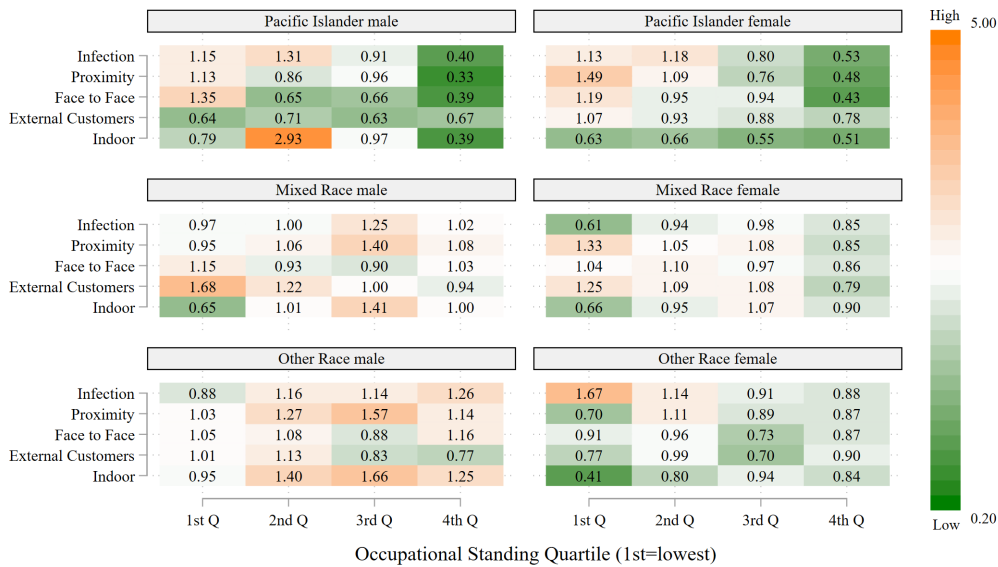 High
5.00
Pacific Islander male
Pacific Islander female
Infection 1.15 1.31 0.91 0.40 1.13 1.18 0.80 0.53
Proximity 1.13 0.86 0.96 0.33 1.49 1.09 0.76 0.48
Face to Face 1.35 0.65 0.66 0.39 1.19 0.95 0.94 0.43
External Customers 0.64 0.71 0.63 0.67 1.07 0.93 0.88 0.78
Indoor 0.79 2.93 0.97 0.39 0.63 0.66 0.55 0.51
Mixed Race male
Mixed Race female
Infection 0.97 1.00 1.25 1.02 0.61 0.94 0.98 0.85
Proximity 0.95 1.06 1.40 1.08 1.33 1.05 1.08 0.85
Face to Face 1.15 0.93 0.90 1.03 1.04 1.10 0.97 0.86
External Customers 1.68 1.22 1.00 0.94 1.25 1.09 1.08 0.79
Indoor 0.65 1.01 1.41 1.00 0.66 0.95 1.07 0.90
Other Race male
Other Race female
Infection 0.88 1.16 1.14 1.26 1.67 1.14 0.91 0.88
Proximity 1.03 1.27 1.57 1.14 0.70 1.11 0.89 0.87
Face to Face 1.05 1.08 0.88 1.16 0.91 0.96 0.73 0.87
External Customers 1.01 1.13 0.83 0.77 0.77 0.99 0.70 0.90
Indoor 0.95 1.40 1.66 1.25 0.41 0.80 0.94 0.84
1st Q 2nd Q 3rd Q 4th Q 1st Q 2nd Q 3rd Q 4th Q
0.20
Low
Occupational Standing Quartile (1st=lowest)